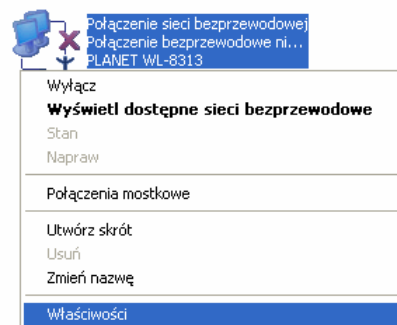 Połączenie sieci bezprzewodowej
Połączenie bezprzewodowe ni...
PLANET WL-8313
Wyłącz
Wyświetl dostępne sieci bezprzewodowe
Stan
Napraw
Połączenia mostkowe
Utwórz skrót
Usuń
Zmień nazwę
Właściwości